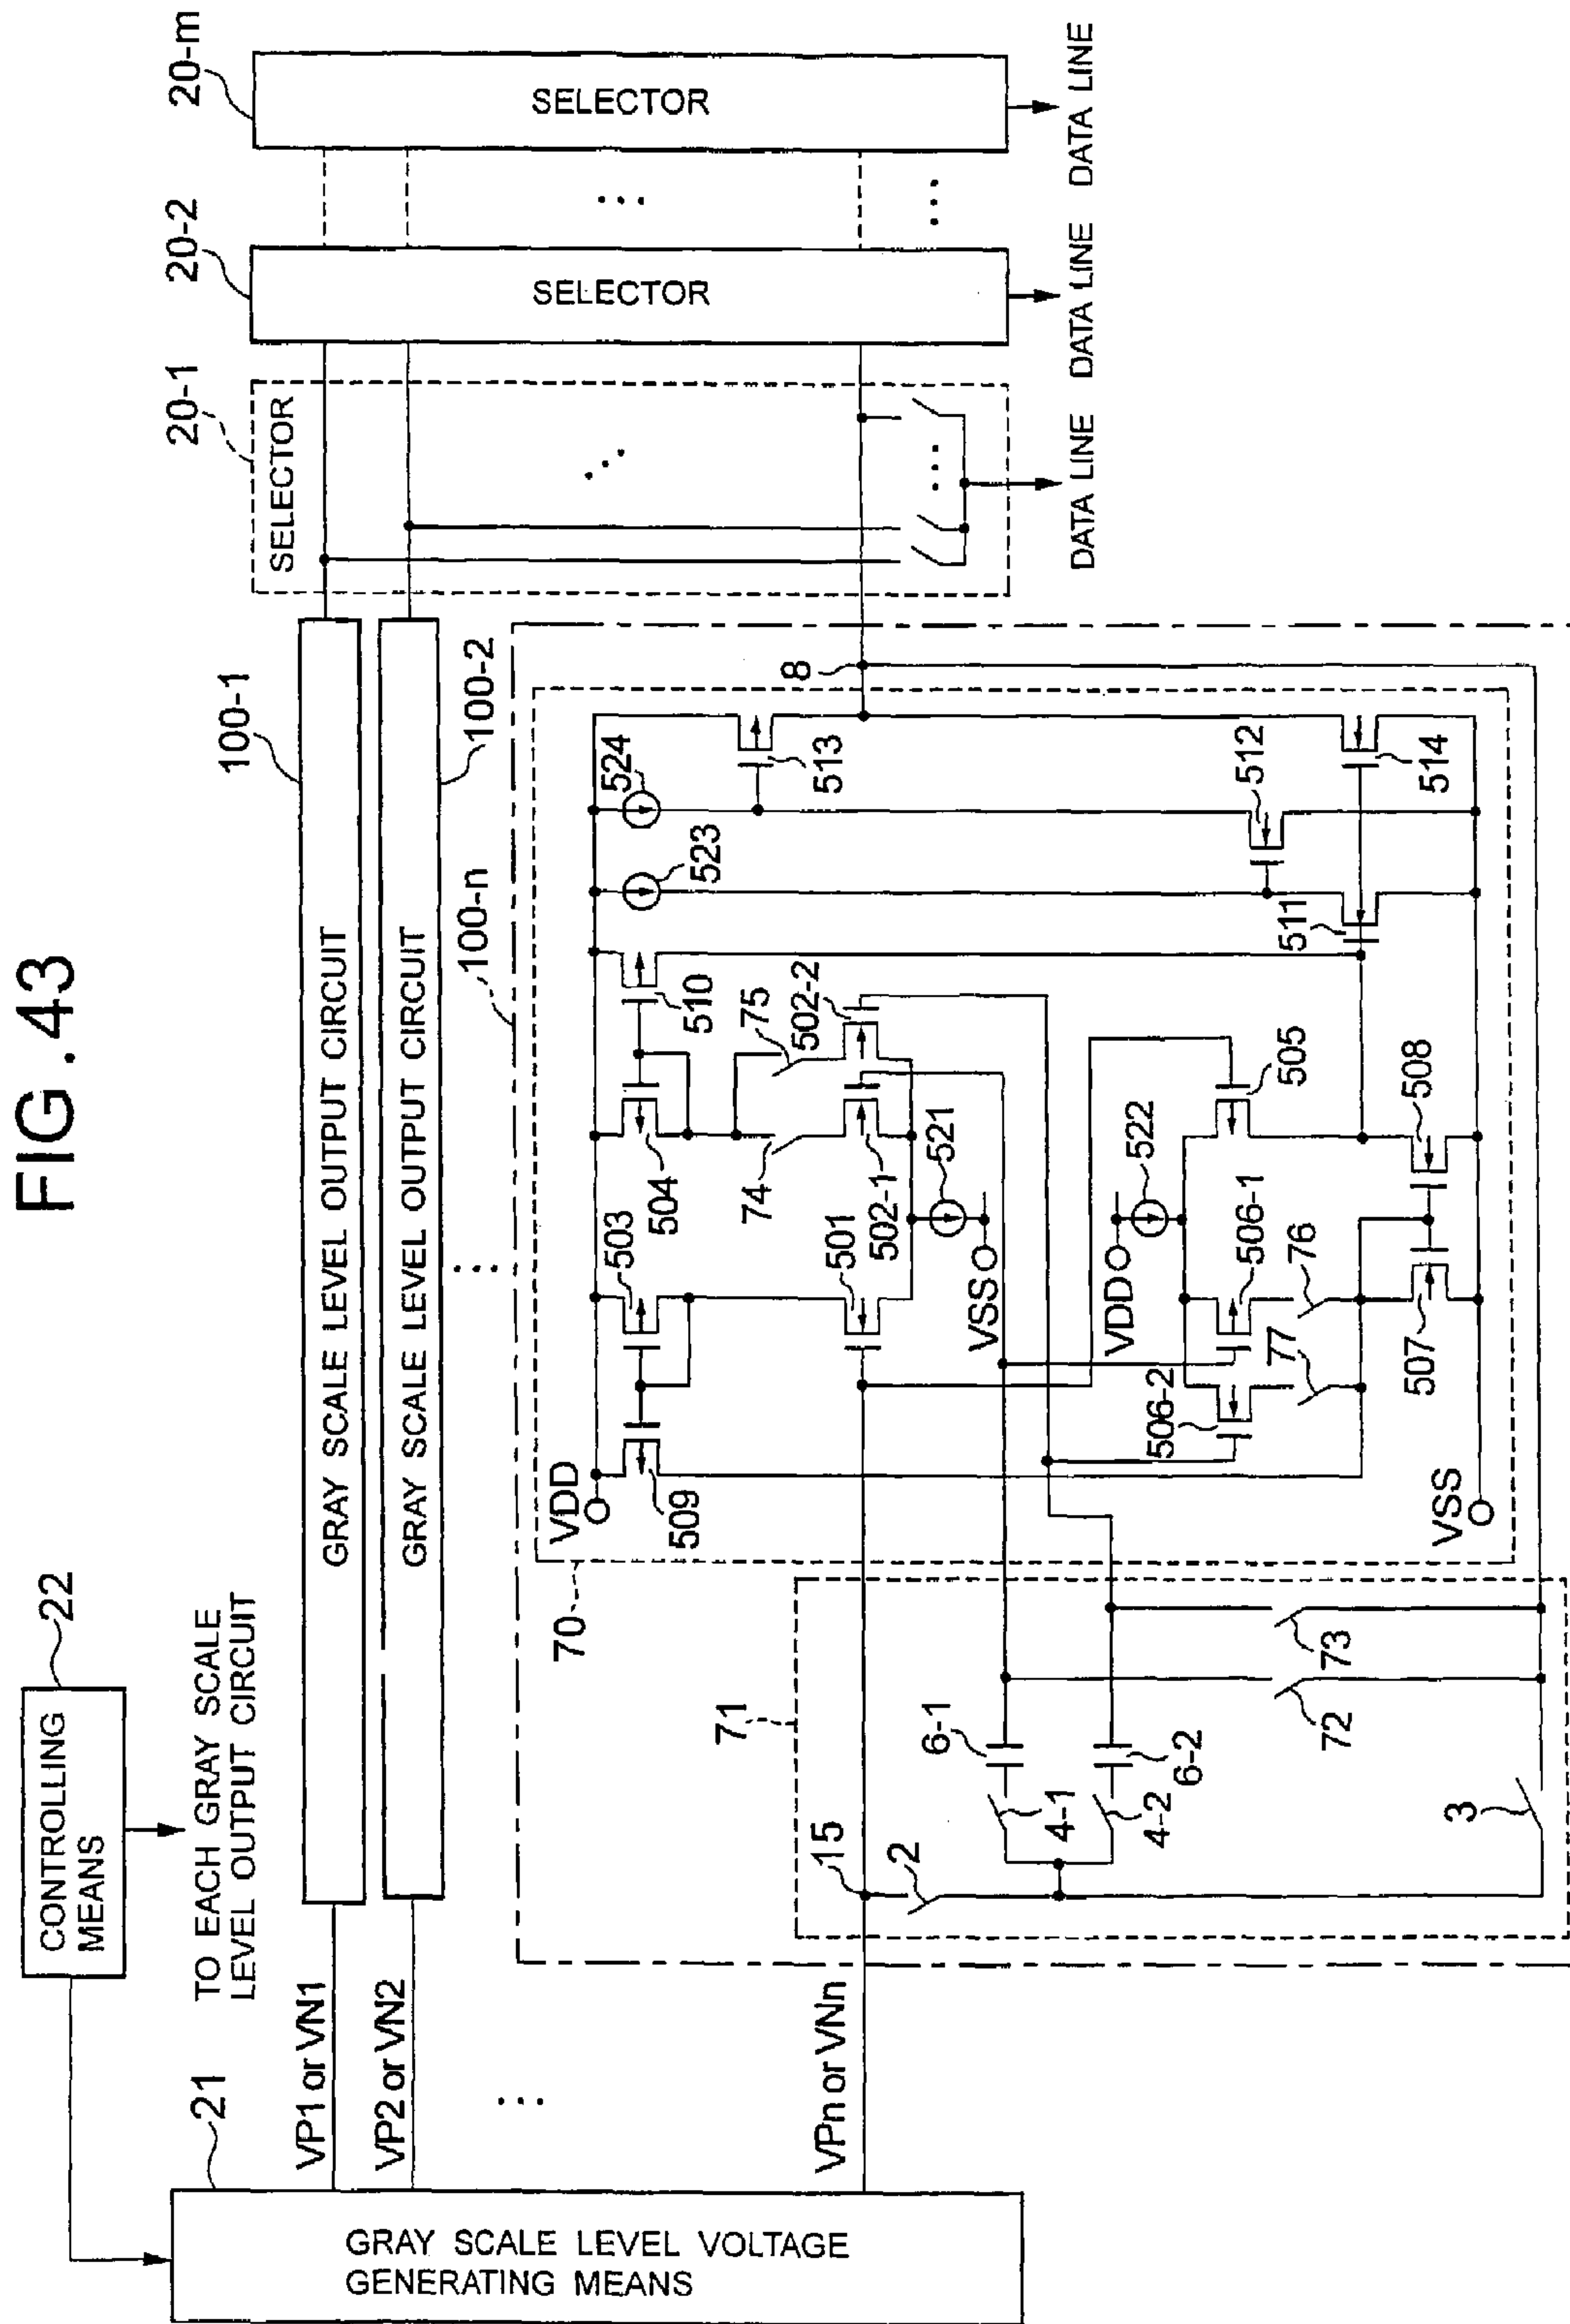 FIG.43
22
CONTROLLING
MEANS
TO EACH GRAY SCALE
LEVEL OUTPUT CIRCUIT
21
GRAY SCALE LEVEL VOLTAGE
GENERATING MEANS
VP1 or VN1
VP2 or VN2
...
VPn or VNn
100-1
GRAY SCALE LEVEL OUTPUT CIRCUIT
GRAY SCALE LEVEL OUTPUT CIRCUIT
100-2
...
100-n
20-1
SELECTOR
...
...
DATA LINE
20-2
SELECTOR
DATA LINE
...
...
20-m
SELECTOR
DATA LINE
71
15
2
4-1
4-2
6-1
6-2
72
73
3
70
VDD
509
503
504
510
523
524
513
8
74
75
501
502-1
502-2
521
VSS
VDD
522
505
506-1
506-2
76
77
507
508
511
512
514
VSS